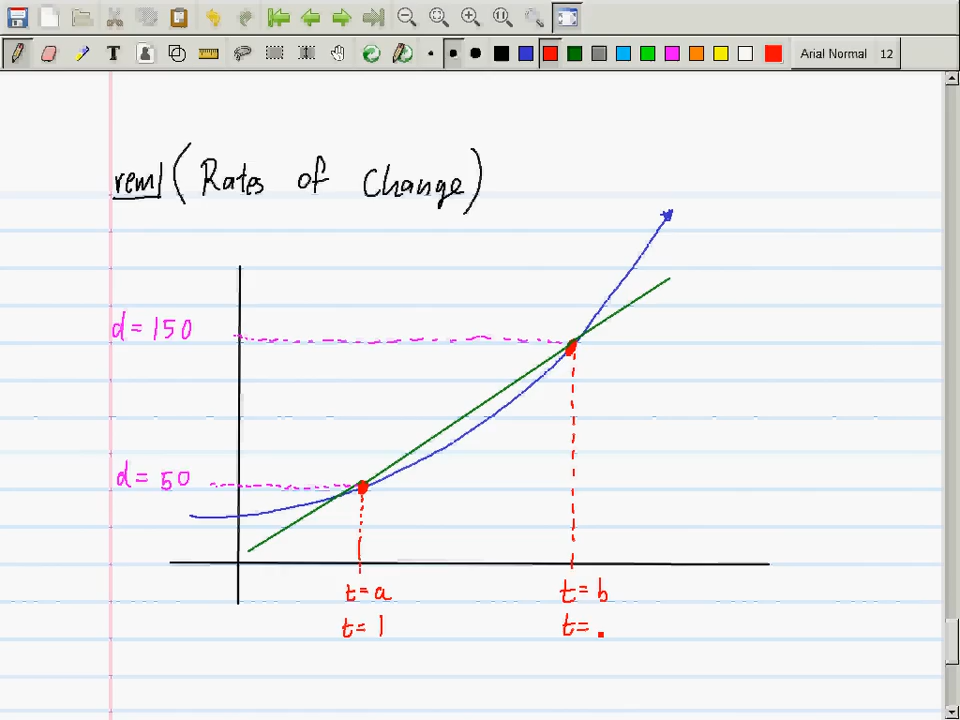 Arial Normal 12
rem| (Rates of Change)
d = 150
d = 50
t = a
t = 1
t = b
t = .